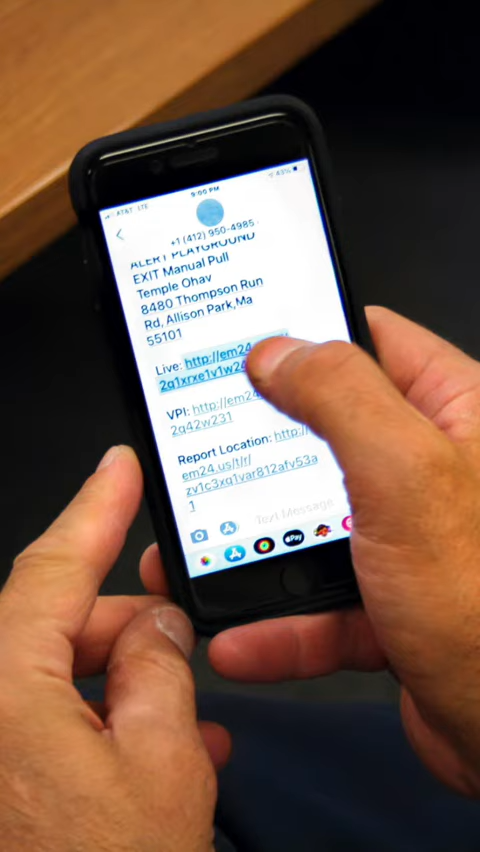 AT&T LTE
9:00 PM
43%
+1 (412) 950-4985
ALERT PLAYGROUND
EXIT Manual Pull
Temple Ohav
8480 Thompson Run
Rd, Allison Park,Ma
55101
Live: http://em24
2q1xrxe1v1w24
VPI: http://em24
2q42w231
Report Location: http://
em24.us/t/r/
zv1c3xq1var812afv53a
1
Text Message
Pay